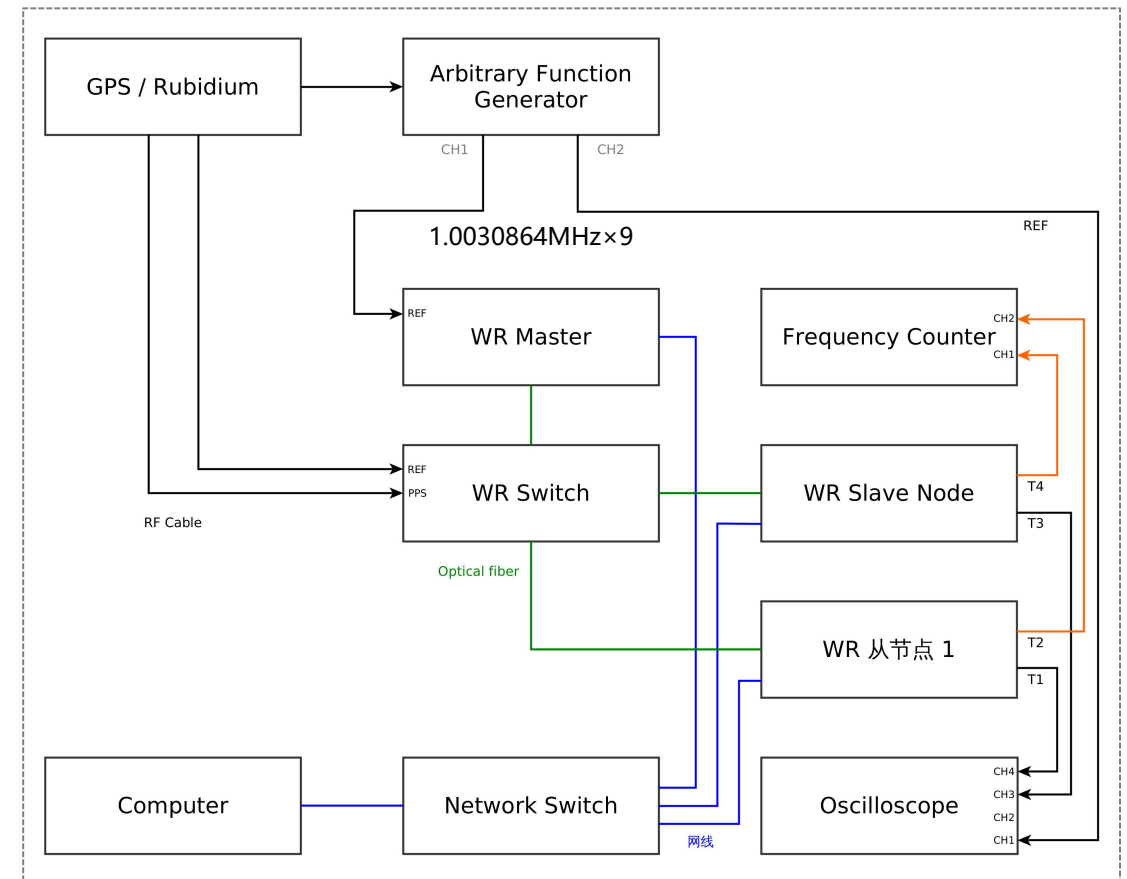 GPS / Rubidium
Arbitrary Function
Generator
CH1
CH2
1.0030864MHz×9
REF
REF
WR Master
Frequency Counter
CH2
CH1
REF
PPS
WR Switch
WR Slave Node
T4
T3
RF Cable
Optical fiber
WR 从节点 1
T2
T1
Computer
Network Switch
网线
Oscilloscope
CH4
CH3
CH2
CH1